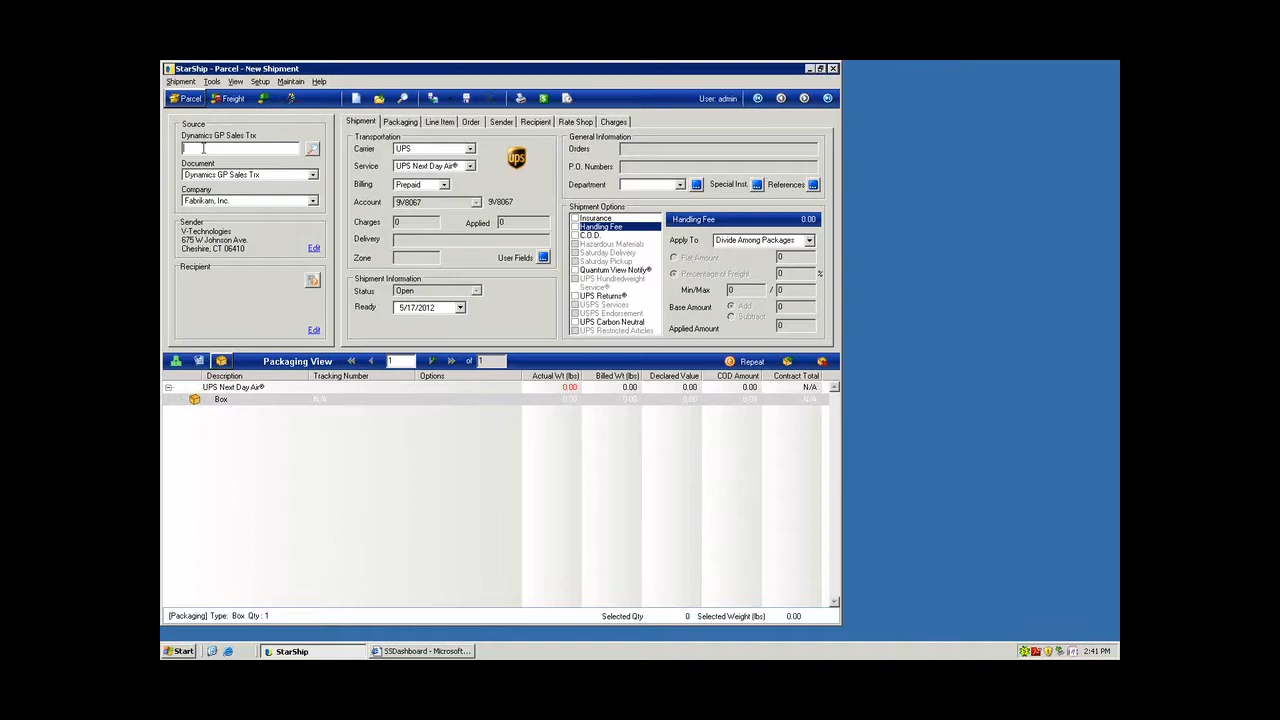 StarShip - Parcel - New Shipment
Shipment Tools View Setup Maintain Help
Parcel Freight User: admin
Source
Dynamics GP Sales Trx
Document
Dynamics GP Sales Trx
Company
Fabrikam, Inc.
Sender
V-Technologies
675 W Johnson Ave.
Cheshire, CT 06410 Edit
Recipient
Edit
Shipment Packaging Line Item Order Sender Recipient Rate Shop Charges
Transportation
Carrier UPS
Service UPS Next Day Air®
Billing Prepaid
Account 9V8067 9V8067
Charges 0 Applied 0
Delivery
Zone User Fields
ups
Shipment Information
Status Open
Ready 5/17/2012
General Information
Orders
P.O. Numbers
Department Special Inst. References
Shipment Options
Insurance
Handling Fee
C.O.D.
Hazardous Materials
Saturday Delivery
Saturday Pickup
Quantum View Notify®
UPS Hundredweight
Service®
UPS Returns®
USPS Services
USPS Endorsement
UPS Carbon Neutral
UPS Restricted Articles
Handling Fee 0.00
Apply To Divide Among Packages
Flat Amount 0
Percentage of Freight 0 %
Min/Max 0 / 0
Base Amount Add 0
Subtract
Applied Amount 0
Packaging View 1 of 1 Repeat
Description Tracking Number Options Actual Wt (lbs) Billed Wt (lbs) Declared Value COD Amount Contract Total
UPS Next Day Air® 0.00 0.00 0.00 0.00 N/A
Box N/A 0.00 0.00 0.00 0.00 N/A
[Packaging] Type: Box Qty : 1 Selected Qty 0 Selected Weight (lbs) 0.00
Start StarShip SSDashboard - Microsoft... 2:41 PM